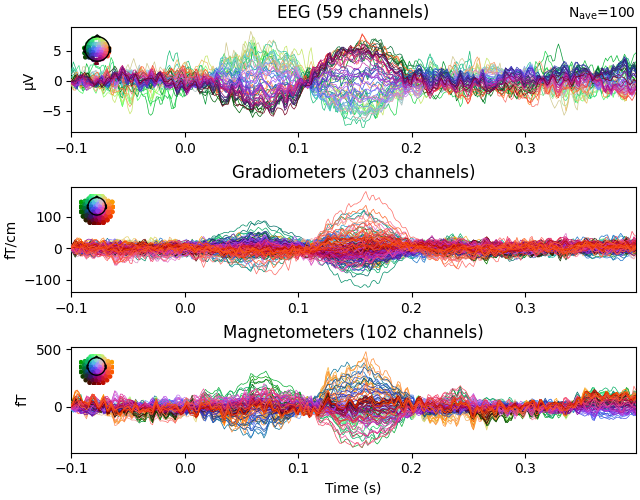 EEG (59 channels)
N_ave=100
μV
5
0
−5
−0.1 0.0 0.1 0.2 0.3
Gradiometers (203 channels)
fT/cm
100
0
−100
−0.1 0.0 0.1 0.2 0.3
Magnetometers (102 channels)
fT
500
0
−0.1 0.0 0.1 0.2 0.3
Time (s)